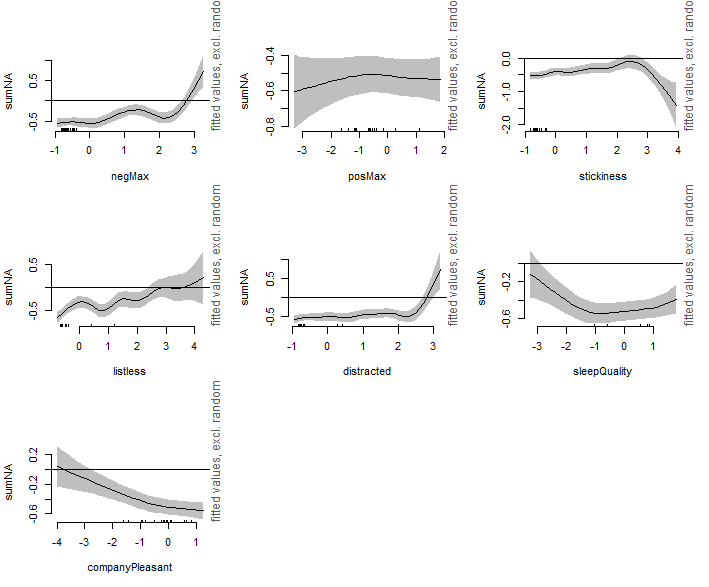 sumNA
-0.5
0.5
-1
0
1
2
3
negMax
fitted values, excl. rando
sumNA
-0.8
-0.6
-0.4
-3
-2
-1
0
1
2
posMax
fitted values, excl. rando
sumNA
-2.0
-1.0
0.0
-1
0
1
2
3
4
stickiness
fitted values, excl. rando
sumNA
-0.5
0.5
0
1
2
3
4
listless
fitted values, excl. random
sumNA
-0.5
0.5
-1
0
1
2
3
distracted
fitted values, excl. random
sumNA
-0.6
-0.2
-3
-2
-1
0
1
sleepQuality
fitted values, excl. random
sumNA
-0.6
-0.2
0.2
-4
-3
-2
-1
0
1
companyPleasant
fitted values, excl. random